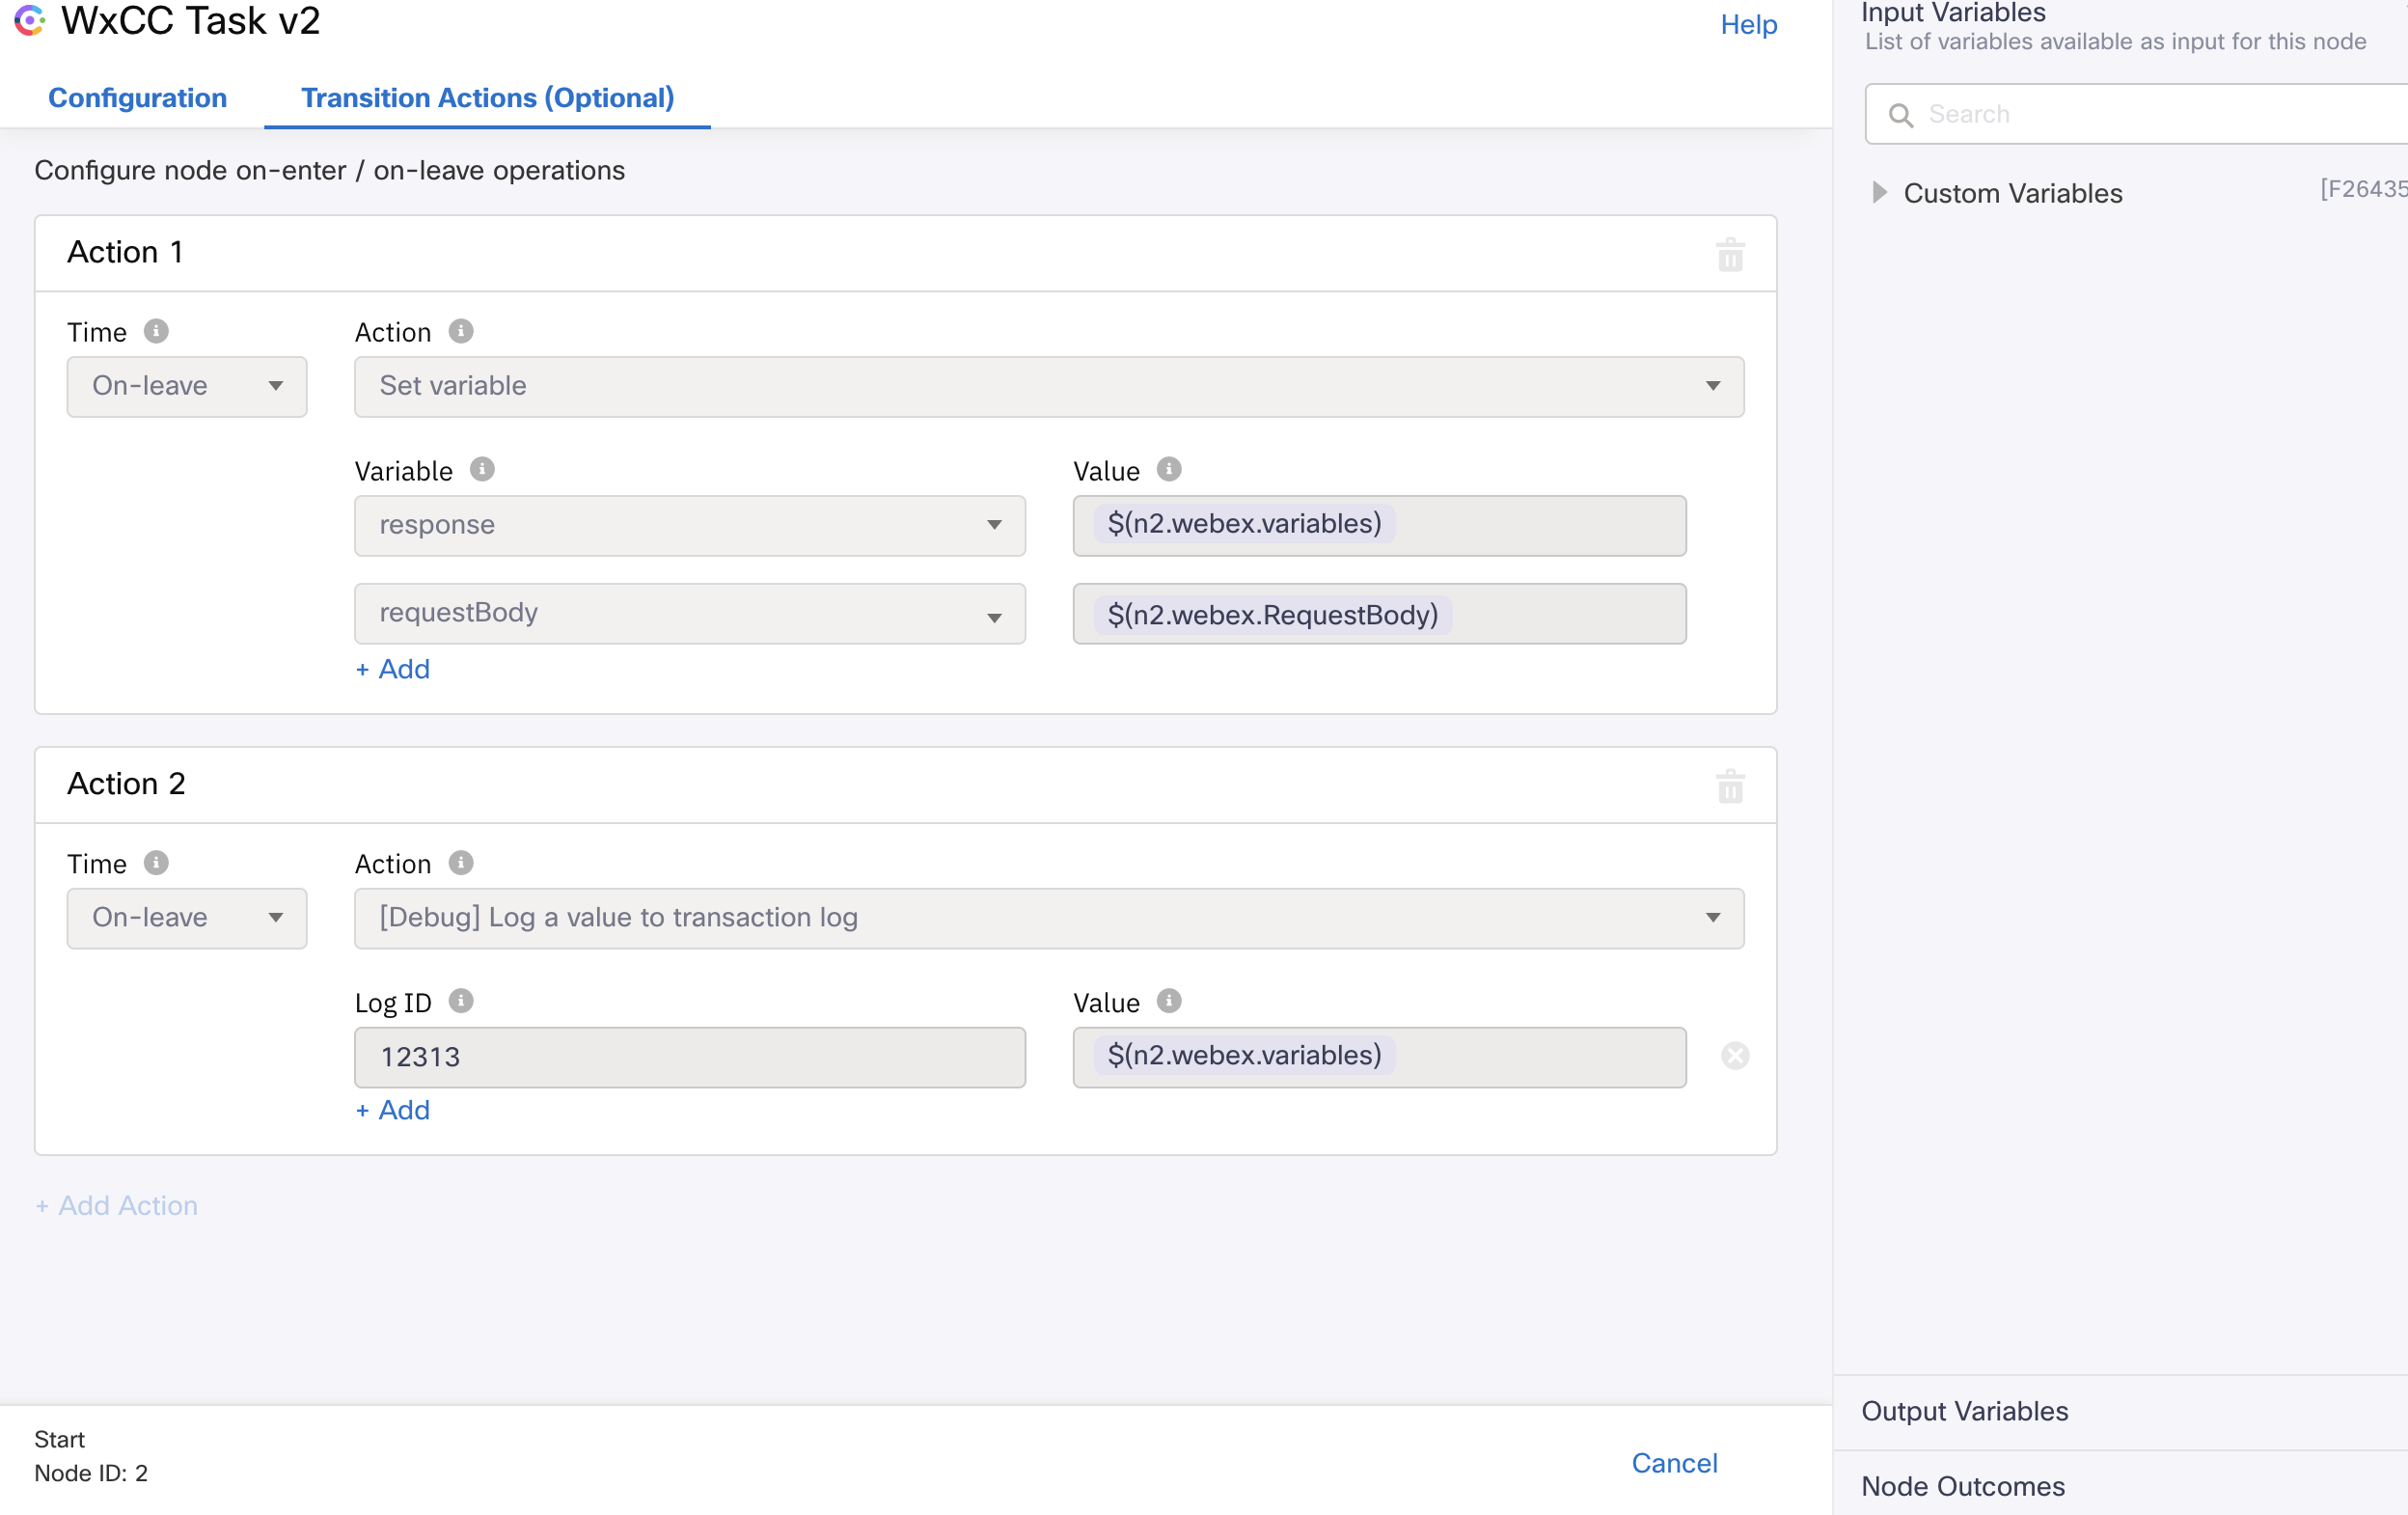 WxCC Task v2
Help
Configuration
Transition Actions (Optional)
Configure node on-enter / on-leave operations
Action 1
Time
Action
On-leave
Set variable
Variable
Value
response
$(n2.webex.variables)
requestBody
$(n2.webex.RequestBody)
+ Add
Action 2
Time
Action
On-leave
[Debug] Log a value to transaction log
Log ID
Value
12313
$(n2.webex.variables)
+ Add
+ Add Action
Start
Node ID: 2
Cancel
Input Variables
List of variables available as input for this node
Search
Custom Variables
[F26435
Output Variables
Node Outcomes